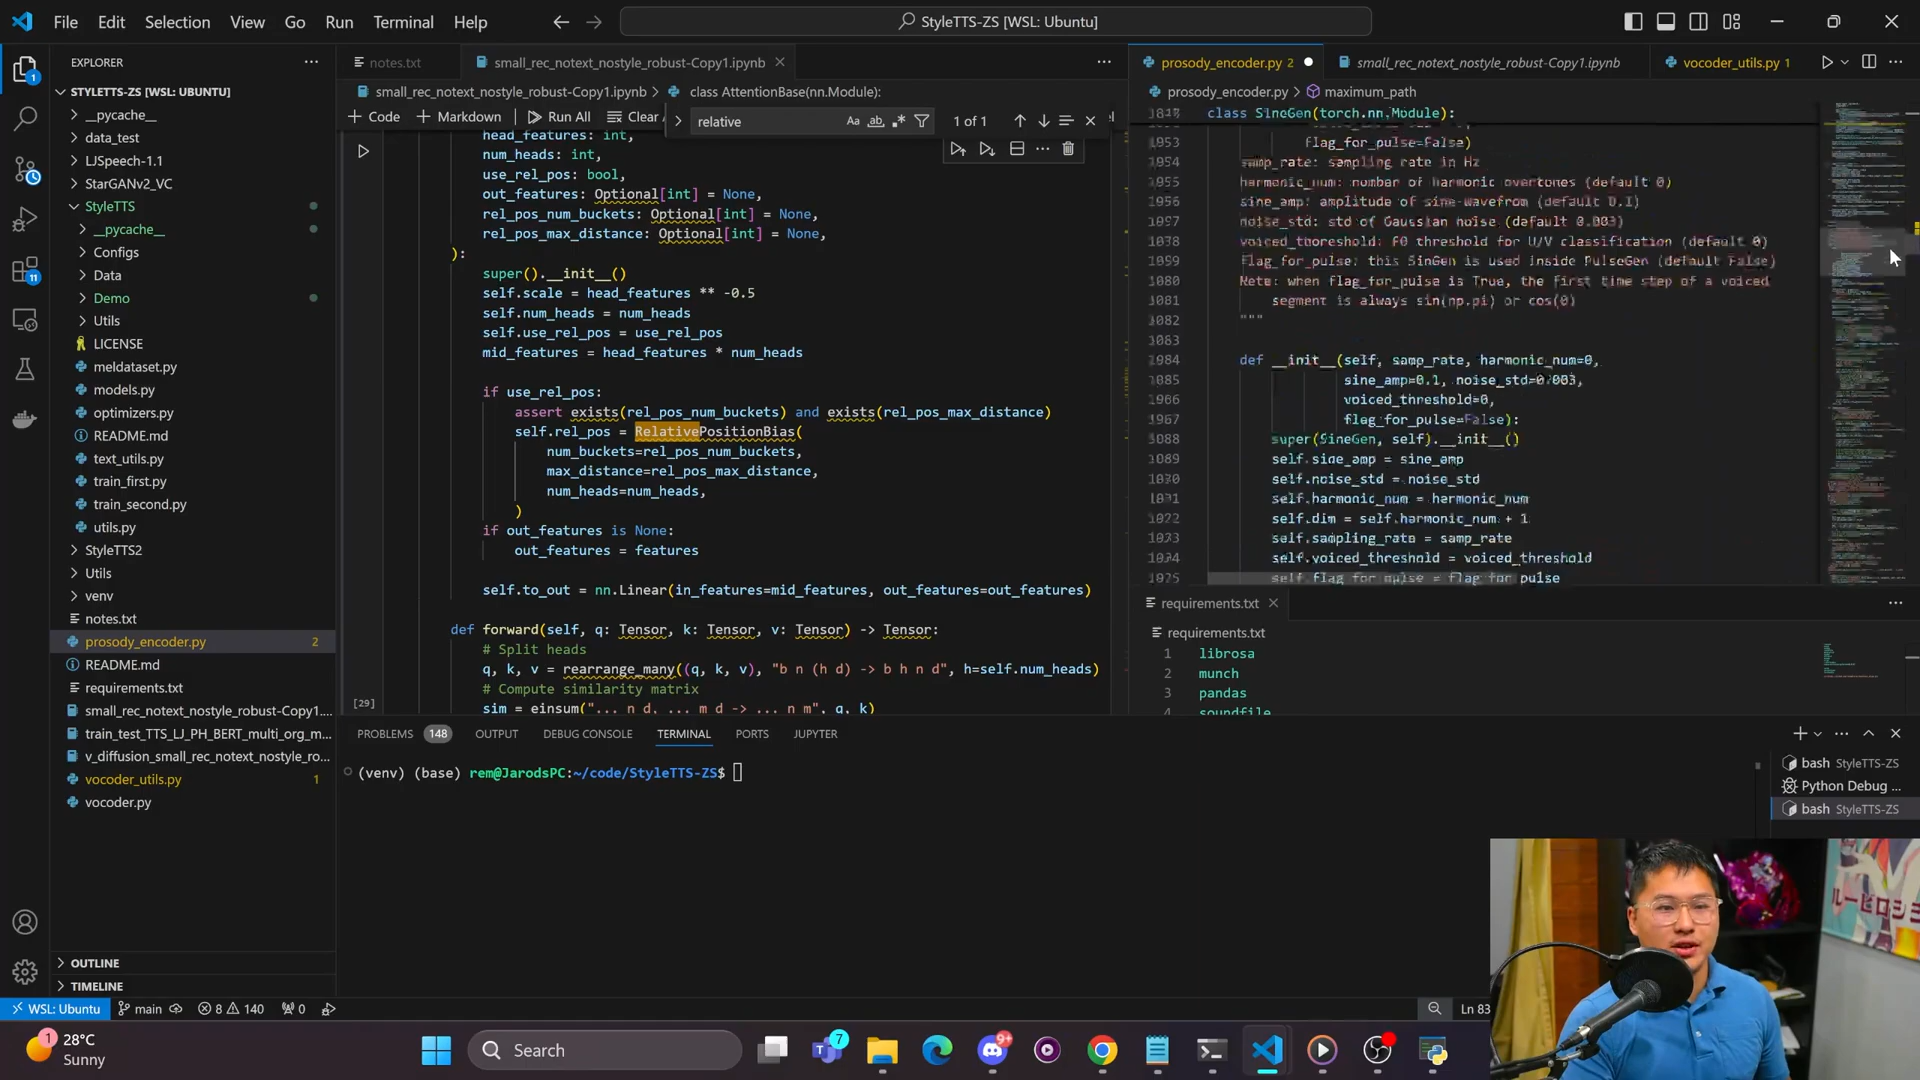 File Edit Selection View Go Run Terminal Help
StyleTTS-ZS [WSL: Ubuntu]
EXPLORER
STYLETTS-ZS [WSL: UBUNTU]
__pycache__
data_test
LJSpeech-1.1
StarGANv2_VC
StyleTTS
__pycache__
Configs
Data
Demo
Utils
LICENSE
meldataset.py
models.py
optimizers.py
README.md
text_utils.py
train_first.py
train_second.py
utils.py
StyleTTS2
Utils
venv
notes.txt
prosody_encoder.py 2
README.md
requirements.txt
small_rec_notext_nostyle_robust-Copy1....
train_test_TTS_LJ_PH_BERT_multi_org_m...
v_diffusion_small_rec_notext_nostyle_ro...
vocoder_utils.py 1
vocoder.py
OUTLINE
TIMELINE
notes.txt
small_rec_notext_nostyle_robust-Copy1.ipynb
small_rec_notext_nostyle_robust-Copy1.ipynb > class AttentionBase(nn.Module):
+ Code + Markdown Run All Clear
relative
Aa ab 1 of 1
head_features: int,
num_heads: int,
use_rel_pos: bool,
out_features: Optional[int] = None,
rel_pos_num_buckets: Optional[int] = None,
rel_pos_max_distance: Optional[int] = None,
):
super().__init__()
self.scale = head_features ** -0.5
self.num_heads = num_heads
self.use_rel_pos = use_rel_pos
mid_features = head_features * num_heads
if use_rel_pos:
assert exists(rel_pos_num_buckets) and exists(rel_pos_max_distance)
self.rel_pos = RelativePositionBias(
num_buckets=rel_pos_num_buckets,
max_distance=rel_pos_max_distance,
num_heads=num_heads,
)
if out_features is None:
out_features = features
self.to_out = nn.Linear(in_features=mid_features, out_features=out_features)
def forward(self, q: Tensor, k: Tensor, v: Tensor) -> Tensor:
# Split heads
q, k, v = rearrange_many((q, k, v), "b n (h d) -> b h n d", h=self.num_heads)
# Compute similarity matrix
[29]
sim = einsum("... n d, ... m d -> ... n m", q, k)
prosody_encoder.py 2
small_rec_notext_nostyle_robust-Copy1.ipynb
vocoder_utils.py 1
prosody_encoder.py > maximum_path
class SineGen(torch.nn.Module):
flag_for_pulse=False)
samp_rate: sampling rate in Hz
harmonic_num: number of harmonic overtones (default 0)
sine_amp: amplitude of sine-wavefrom (default 0.1)
noise_std: std of Gaussian noise (default 0.003)
voiced_thoreshold: F0 threshold for U/V classification (default 0)
flag_for_pulse: this SinGen is used inside PulseGen (default False)
Note: when flag_for_pulse is True, the first time step of a voiced
segment is always sin(np.pi) or cos(0)
"""
def __init__(self, samp_rate, harmonic_num=0,
sine_amp=0.1, noise_std=0.003,
voiced_threshold=0,
flag_for_pulse=False):
super(SineGen, self).__init__()
self.sine_amp = sine_amp
self.noise_std = noise_std
self.harmonic_num = harmonic_num
self.dim = self.harmonic_num + 1
self.sampling_rate = samp_rate
self.voiced_threshold = voiced_threshold
self.flag_for_pulse = flag_for_pulse
requirements.txt
requirements.txt
1 librosa
2 munch
3 pandas
4 soundfile
PROBLEMS 148 OUTPUT DEBUG CONSOLE TERMINAL PORTS JUPYTER
(venv) (base) rem@JarodsPC:~/code/StyleTTS-ZS$
bash StyleTTS-ZS
Python Debug ...
bash StyleTTS-ZS
WSL: Ubuntu main 8 140 0
Ln 83
28°C
Sunny
Search